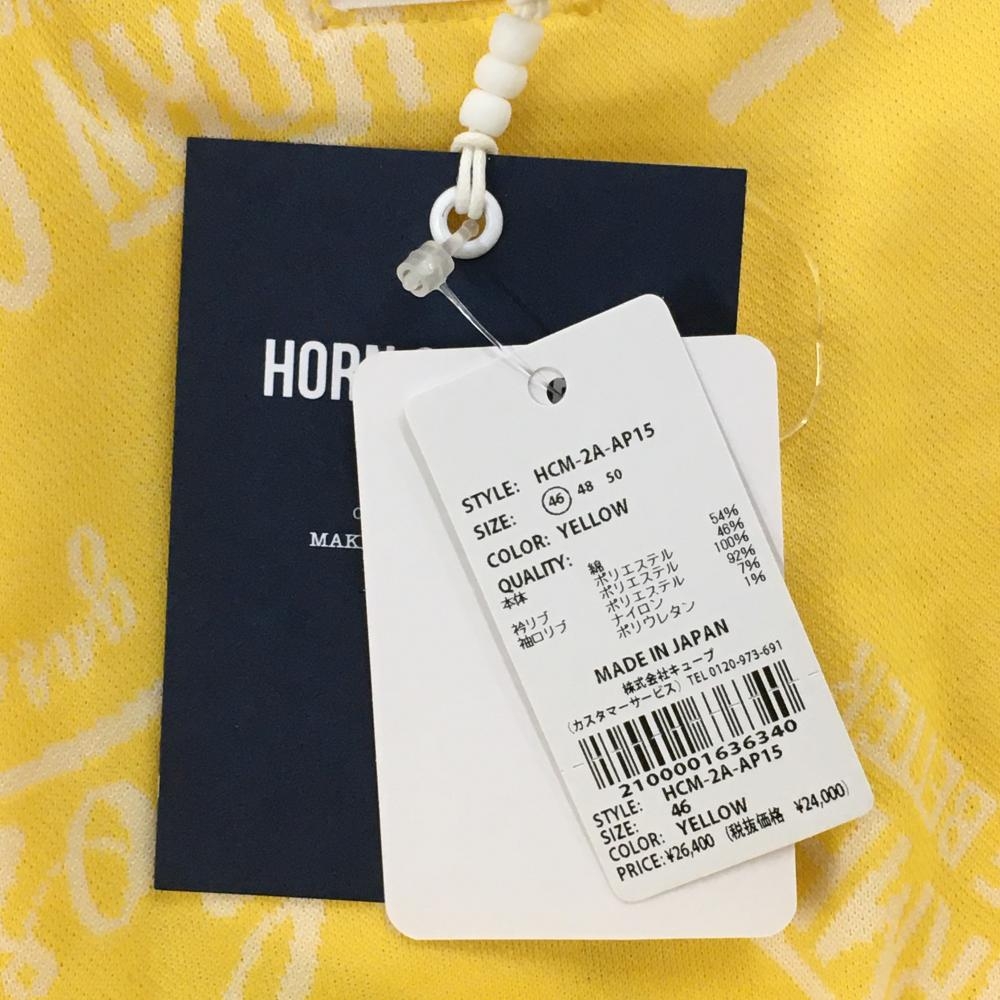 HORN
MAK
STYLE: HCM-2A-AP15
SIZE: 46 48 50
COLOR: YELLOW
QUALITY:
本体 綿 54%
ポリエステル 46%
衿リブ ポリエステル 100%
袖口リブ ポリエステル 92%
ナイロン 7%
ポリウレタン 1%
MADE IN JAPAN
株式会社キューブ
(カスタマーサービス) TEL 0120-973-691
2100001636340
STYLE: HCM-2A-AP15
SIZE: 46
COLOR: YELLOW
PRICE: ¥26,400 (税抜価格 ¥24,000)